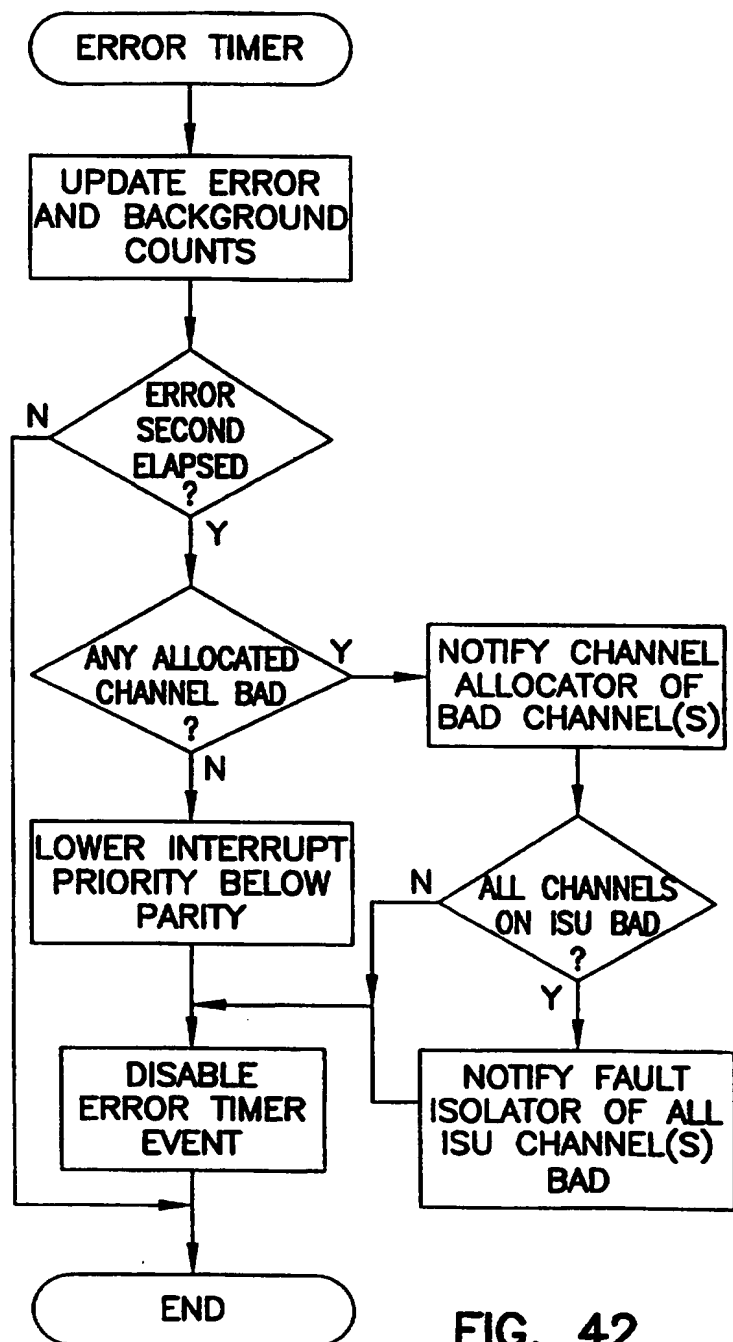 ERROR TIMER
UPDATE ERROR
AND BACKGROUND
COUNTS
ERROR
SECOND
ELAPSED
?
N
Y
ANY ALLOCATED
CHANNEL BAD
?
Y
N
NOTIFY CHANNEL
ALLOCATOR OF
BAD CHANNEL(S)
LOWER INTERRUPT
PRIORITY BELOW
PARITY
ALL CHANNELS
ON ISU BAD
?
N
Y
DISABLE
ERROR TIMER
EVENT
NOTIFY FAULT
ISOLATOR OF ALL
ISU CHANNEL(S)
BAD
END
FIG. 42